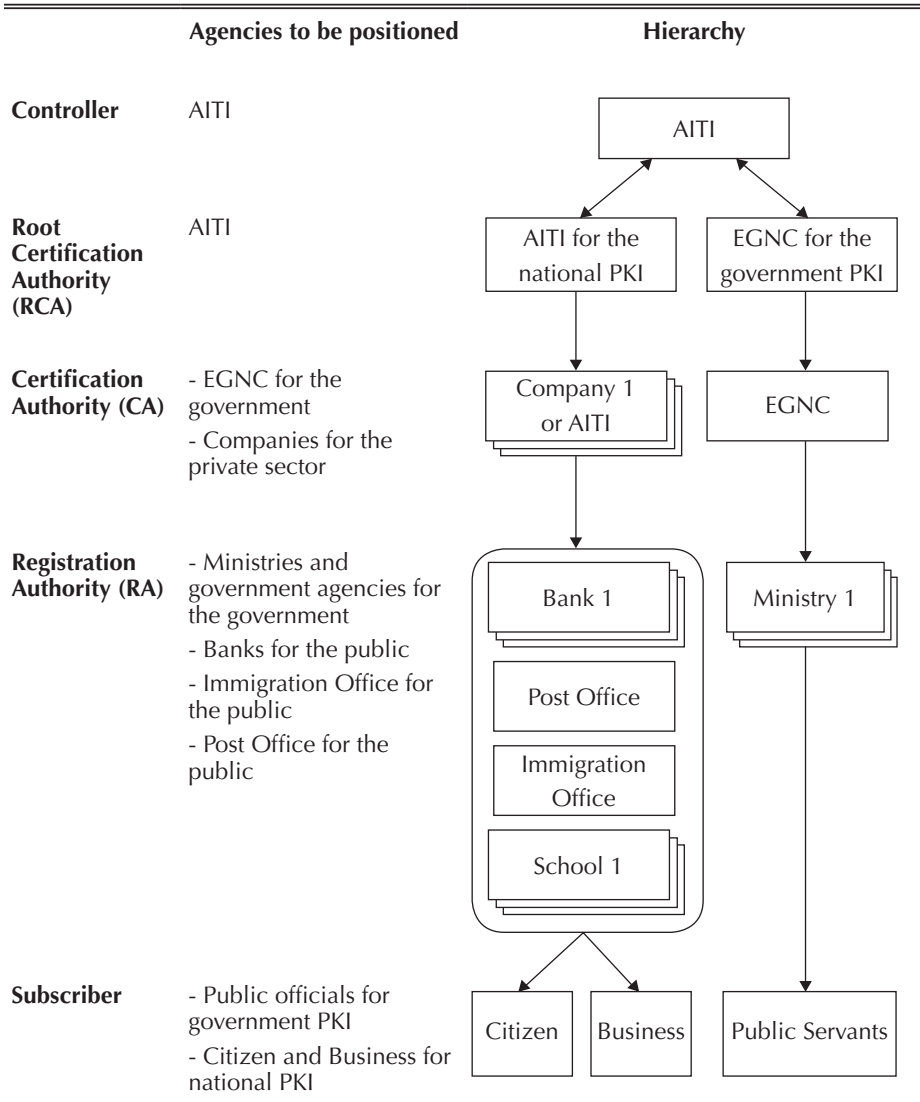 Agencies to be positioned
Hierarchy
Controller
AITI
AITI
Root
Certification
Authority
(RCA)
AITI
AITI for the
national PKI
EGNC for the
government PKI
Certification
Authority (CA)
- EGNC for the
government
- Companies for the
private sector
Company 1
or AITI
EGNC
Registration
Authority (RA)
- Ministries and
government agencies for
the government
- Banks for the public
- Immigration Office for
the public
- Post Office for the
public
Bank 1
Post Office
Immigration
Office
School 1
Ministry 1
Subscriber
- Public officials for
government PKI
- Citizen and Business for
national PKI
Citizen
Business
Public Servants